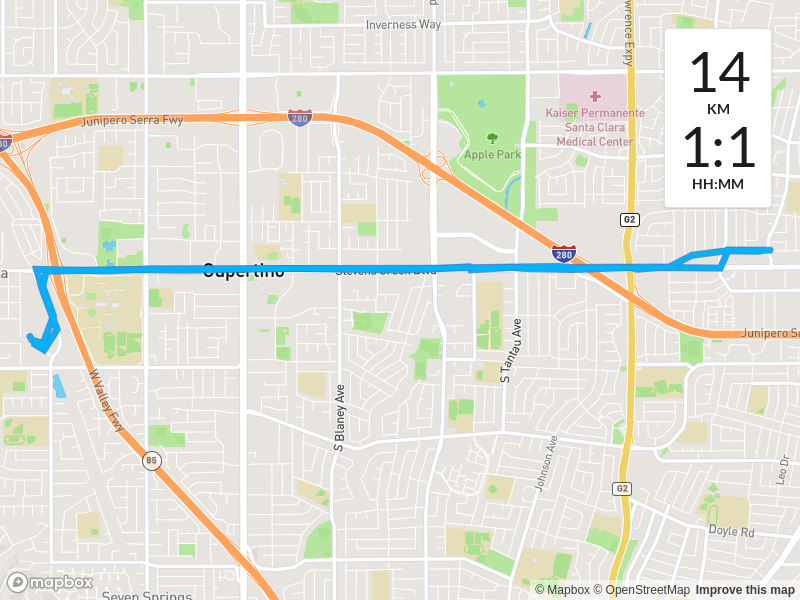 Inverness Way
Lawrence Expy
14
KM
1:1
HH:MM
Kaiser Permanente
Santa Clara
Medical Center
Junipero Serra Fwy
280
Apple Park
G2
280
Cupertino
Stevens Creek Blvd
Junipero Serra
S Tantau Ave
W Valley Fwy
S Blaney Ave
85
Johnson Ave
Leo Dr
G2
Doyle Rd
mapbox
Seven Springs
© Mapbox © OpenStreetMap Improve this map